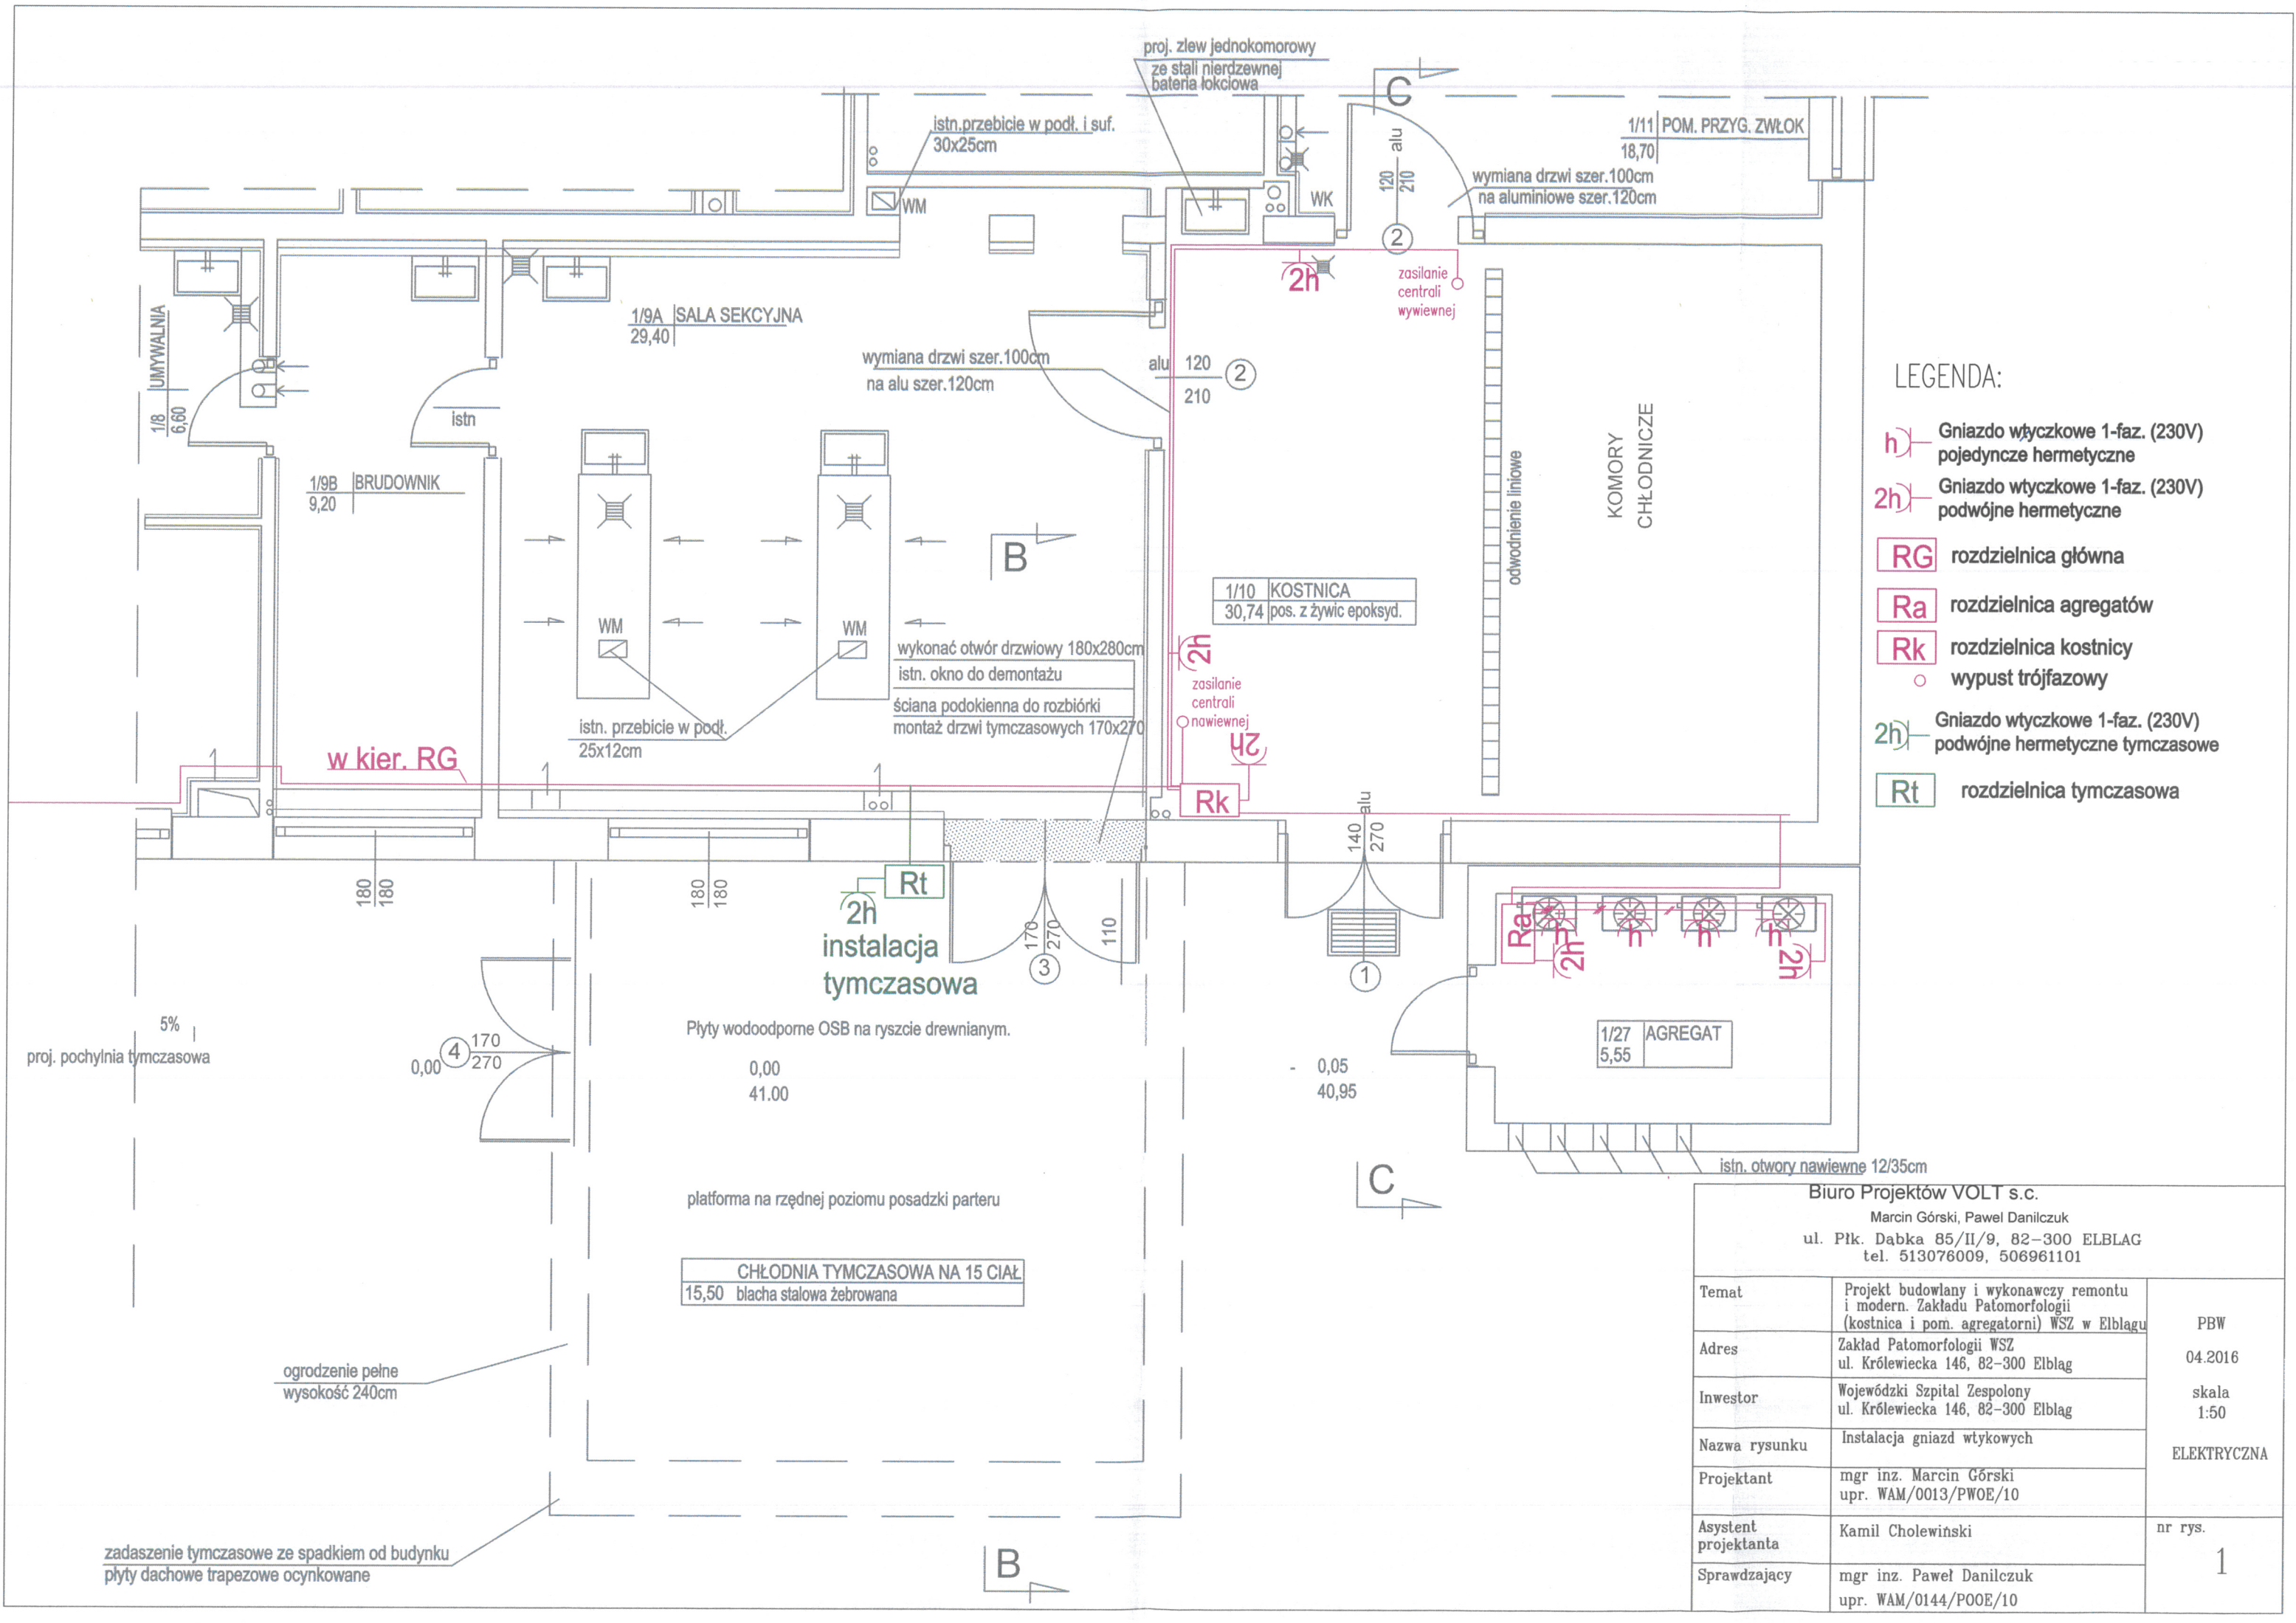 proj. zlew jednokomorowy
ze stali nierdzewnej
bateria łokciowa
C
istn.przebicie w podł. i suf.
30x25cm
1/11 POM. PRZYG. ZWŁOK
18,70
alu
120
210
wymiana drzwi szer.100cm
na aluminiowe szer.120cm
WM
WK
2
2h
zasilanie
centrali
wywiewnej
UMYWALNIA
1/8
6,60
1/9A SALA SEKCYJNA
29,40
wymiana drzwi szer.100cm
na alu szer.120cm
alu 120
210
2
istn
1/9B BRUDOWNIK
9,20
B
odwodnienie liniowe
KOMORY
CHŁODNICZE
1/10 KOSTNICA
30,74 pos. z żywic epoksyd.
WM
WM
wykonać otwór drzwiowy 180x280cm
istn. okno do demontażu
ściana podokienna do rozbiórki
montaż drzwi tymczasowych 170x270
istn. przebicie w podł.
25x12cm
2h
zasilanie
centrali
nawiewnej
2h
w kier. RG
Rk
LEGENDA:
h Gniazdo wtyczkowe 1-faz. (230V)
pojedyncze hermetyczne
2h Gniazdo wtyczkowe 1-faz. (230V)
podwójne hermetyczne
RG rozdzielnica główna
Ra rozdzielnica agregatów
Rk rozdzielnica kostnicy
wypust trójfazowy
2h Gniazdo wtyczkowe 1-faz. (230V)
podwójne hermetyczne tymczasowe
Rt rozdzielnica tymczasowa
180
180
180
180
Rt
2h
instalacja
tymczasowa
170
270
3
110
alu
140
270
1
Ra
h
h
h
h
2h
2h
1/27 AGREGAT
5,55
5%
proj. pochylnia tymczasowa
0,00
4
170
270
Płyty wodoodporne OSB na ryszcie drewnianym.
0,00
41.00
- 0,05
40,95
istn. otwory nawiewne 12/35cm
C
platforma na rzędnej poziomu posadzki parteru
CHŁODNIA TYMCZASOWA NA 15 CIAŁ
15,50 blacha stalowa żebrowana
ogrodzenie pełne
wysokość 240cm
zadaszenie tymczasowe ze spadkiem od budynku
płyty dachowe trapezowe ocynkowane
B
Biuro Projektów VOLT s.c.
Marcin Górski, Pawel Danilczuk
ul. Płk. Dąbka 85/II/9, 82-300 ELBLAG
tel. 513076009, 506961101
Temat
Projekt budowlany i wykonawczy remontu
i modern. Zakładu Patomorfologii
(kostnica i pom. agregatorni) WSZ w Elblągu
PBW
Adres
Zakład Patomorfologii WSZ
ul. Królewiecka 146, 82-300 Elbląg
04.2016
Inwestor
Wojewódzki Szpital Zespolony
ul. Królewiecka 146, 82-300 Elbląg
skala
1:50
Nazwa rysunku
Instalacja gniazd wtykowych
ELEKTRYCZNA
Projektant
mgr inz. Marcin Górski
upr. WAM/0013/PWOE/10
Asystent
projektanta
Kamil Cholewiński
nr rys.
1
Sprawdzający
mgr inz. Paweł Danilczuk
upr. WAM/0144/POOE/10